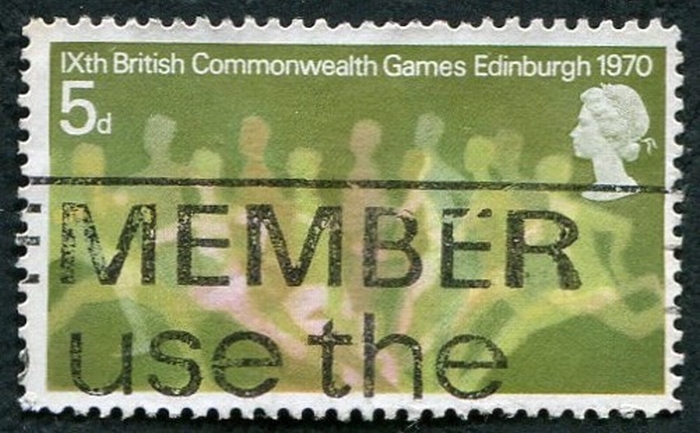 IXth British Commonwealth Games Edinburgh 1970
5d
MEMBER
use the